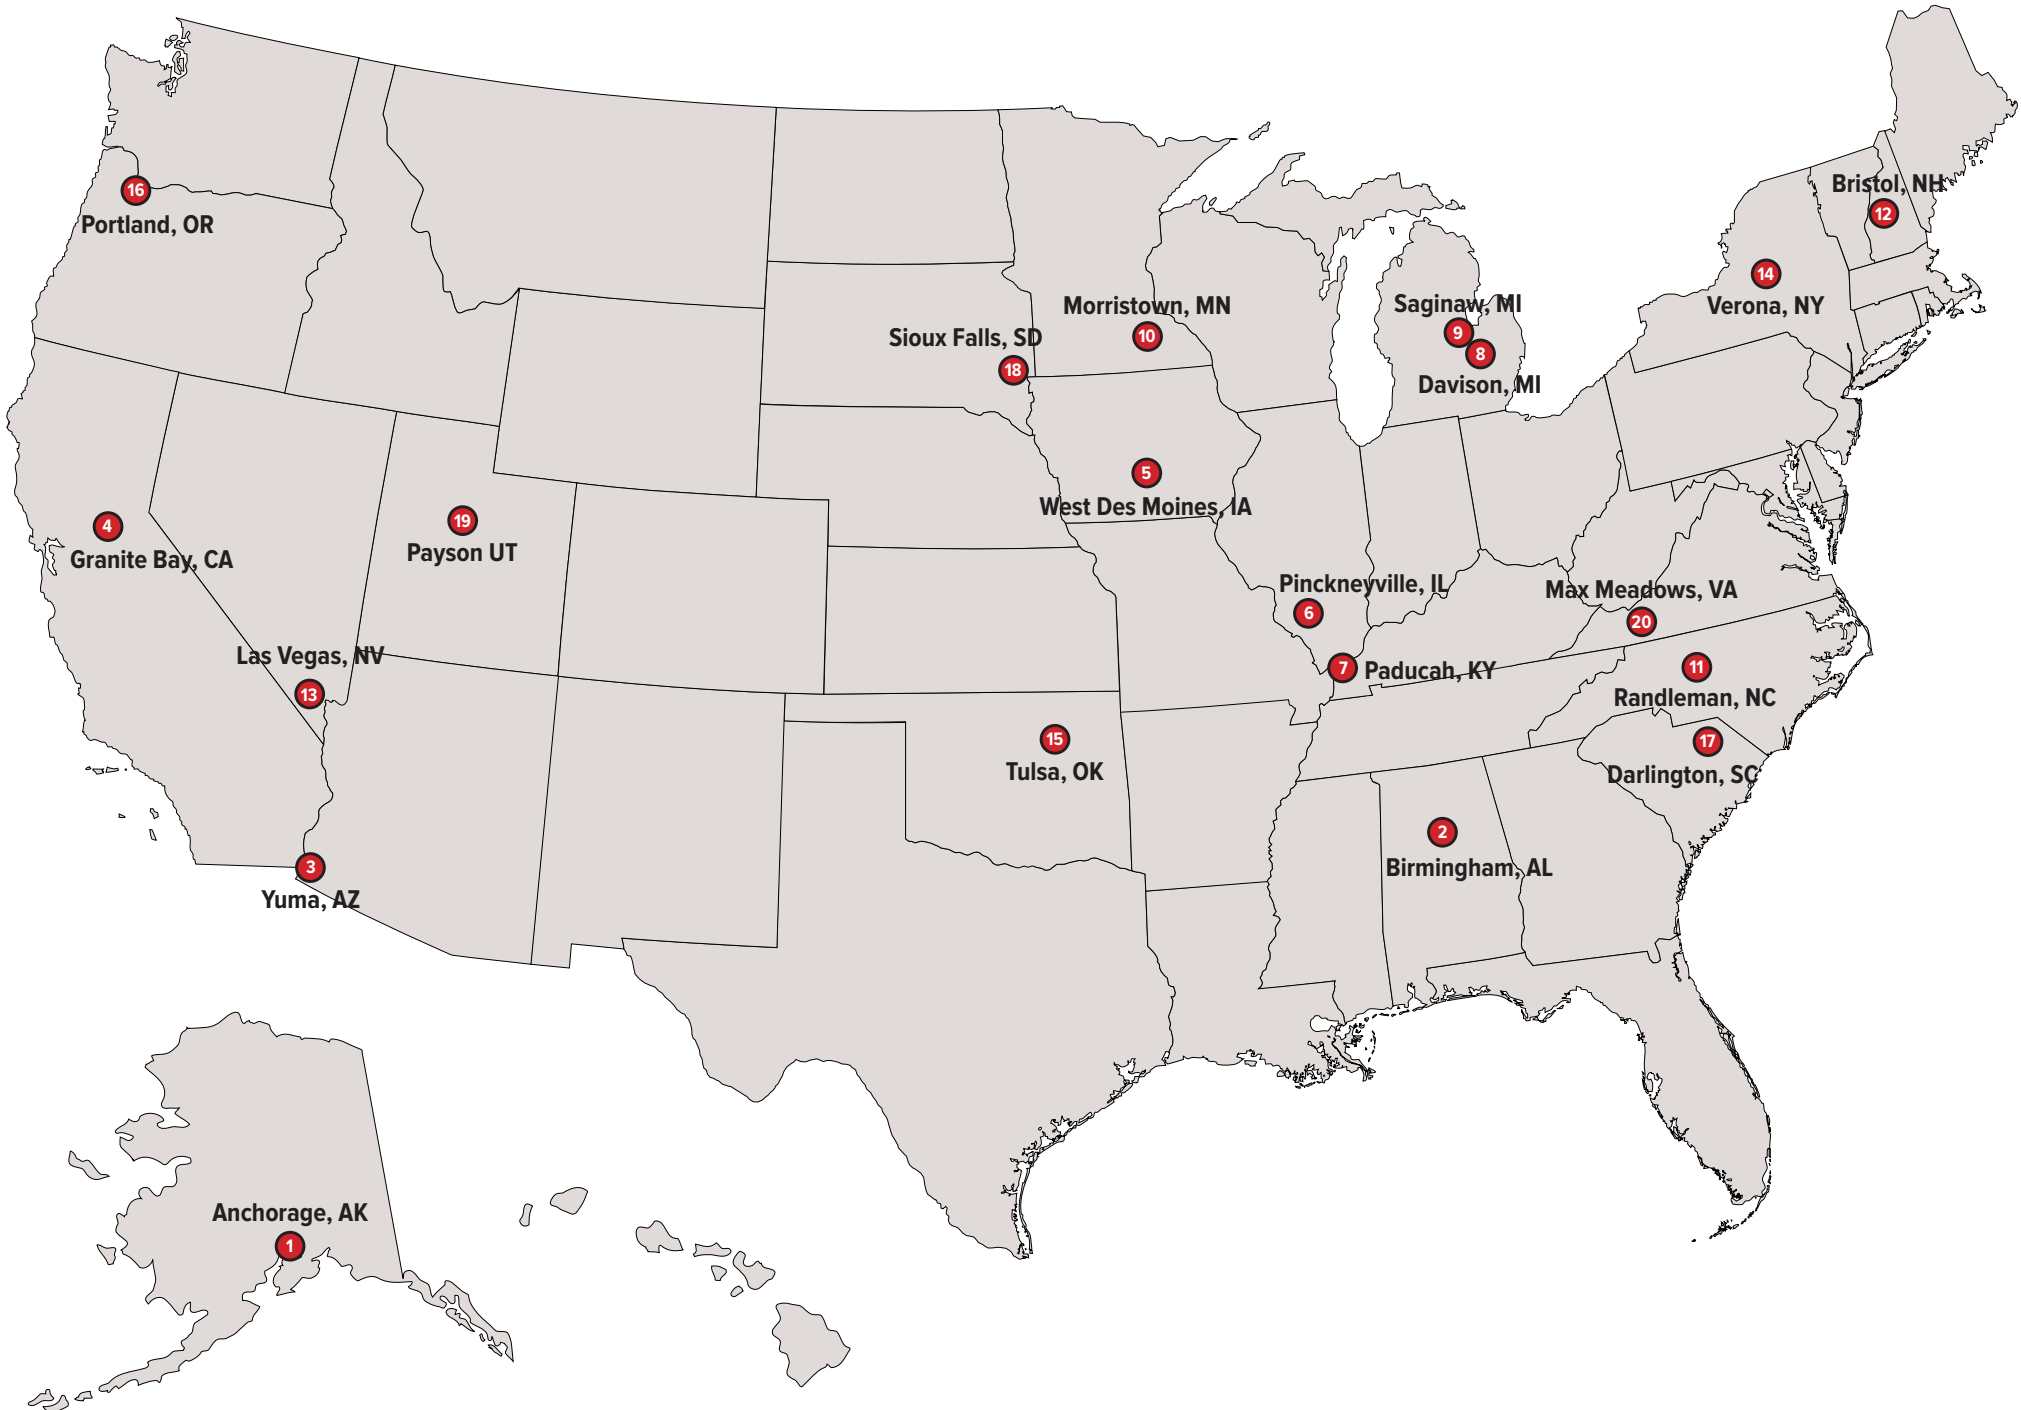 Bristol, NH
12
16
Portland, OR
14
Verona, NY
Morristown, MN
10
Saginaw, MI
9
8
Davison, MI
Sioux Falls, SD
18
5
West Des Moines, IA
4
Granite Bay, CA
19
Payson UT
Pinckneyville, IL
6
Max Meadows, VA
20
Las Vegas, NV
13
7
Paducah, KY
11
Randleman, NC
15
Tulsa, OK
17
Darlington, SC
2
Birmingham, AL
3
Yuma, AZ
Anchorage, AK
1